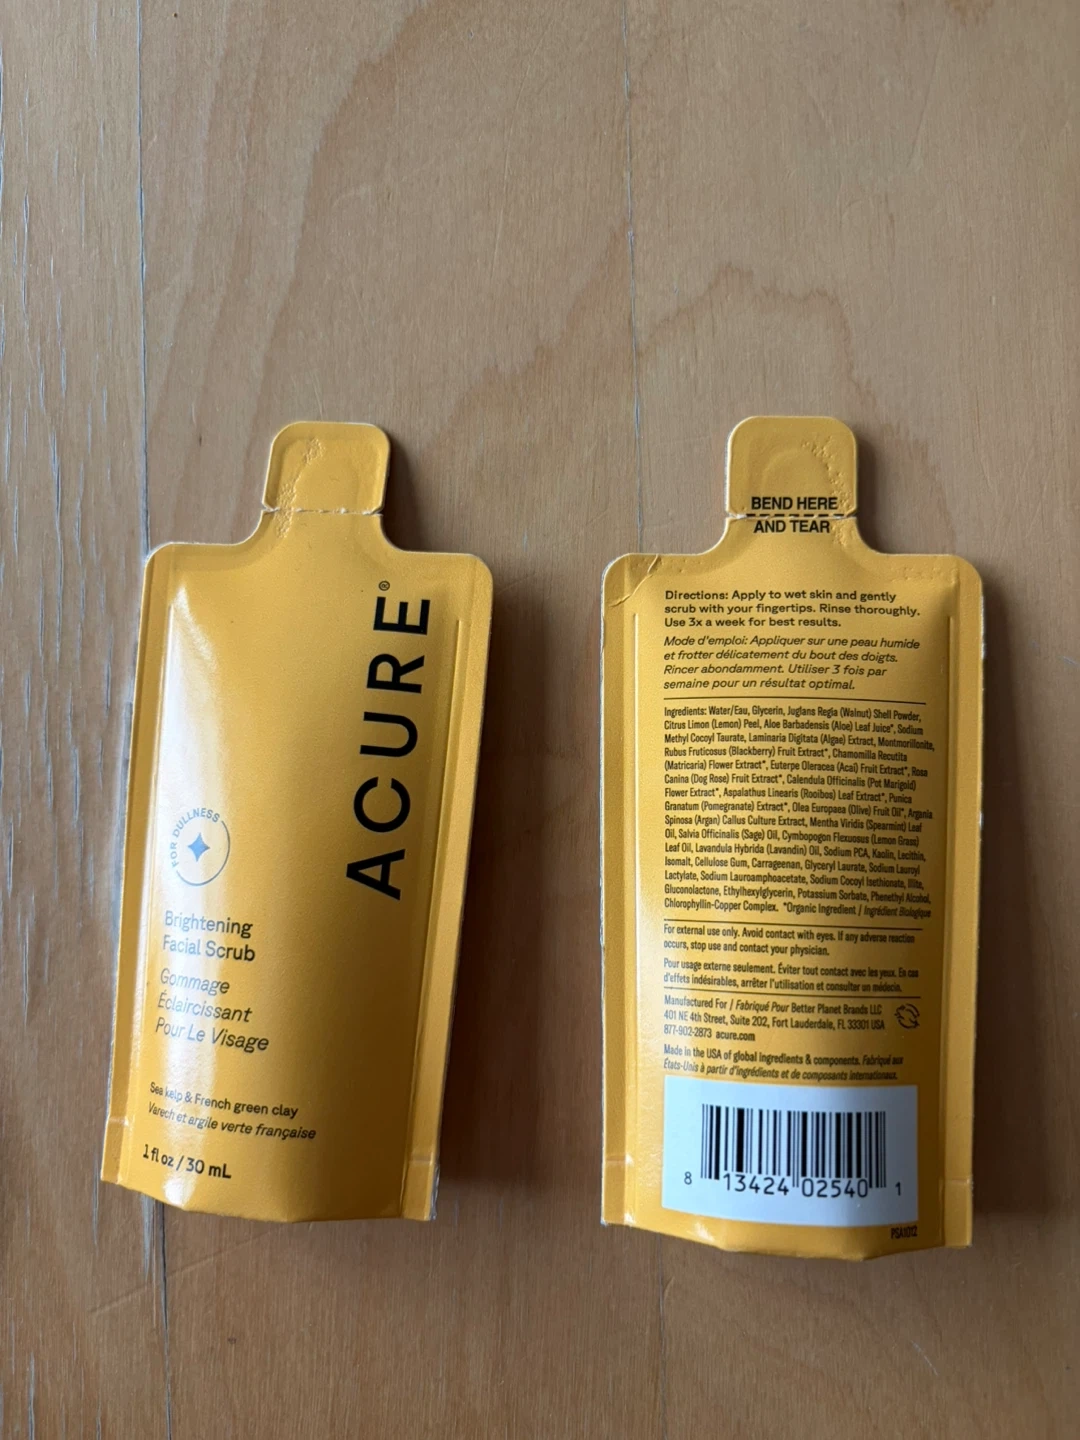 ACURE®
FOR DULLNESS
Brightening
Facial Scrub
Gommage
Éclaircissant
Pour Le Visage
Sea kelp & French green clay
Varech et argile verte française
1 fl oz / 30 mL
BEND HERE
AND TEAR
Directions: Apply to wet skin and gently
scrub with your fingertips. Rinse thoroughly.
Use 3x a week for best results.
Mode d'emploi: Appliquer sur une peau humide
et frotter délicatement du bout des doigts.
Rincer abondamment. Utiliser 3 fois par
semaine pour un résultat optimal.
Ingredients: Water/Eau, Glycerin, Juglans Regia (Walnut) Shell Powder,
Citrus Limon (Lemon) Peel, Aloe Barbadensis (Aloe) Leaf Juice*, Sodium
Methyl Cocoyl Taurate, Laminaria Digitata (Algae) Extract, Montmorillonite,
Rubus Fruticosus (Blackberry) Fruit Extract*, Chamomilla Recutita
(Matricaria) Flower Extract*, Euterpe Oleracea (Acai) Fruit Extract*, Rosa
Canina (Dog Rose) Fruit Extract*, Calendula Officinalis (Pot Marigold)
Flower Extract*, Aspalathus Linearis (Rooibos) Leaf Extract*, Punica
Granatum (Pomegranate) Extract*, Olea Europaea (Olive) Fruit Oil*, Argania
Spinosa (Argan) Callus Culture Extract, Mentha Viridis (Spearmint) Leaf
Oil, Salvia Officinalis (Sage) Oil, Cymbopogon Flexuosus (Lemon Grass)
Leaf Oil, Lavandula Hybrida (Lavandin) Oil, Sodium PCA, Kaolin, Lecithin,
Isomalt, Cellulose Gum, Carrageenan, Glyceryl Laurate, Sodium Lauroyl
Lactylate, Sodium Lauroamphoacetate, Sodium Cocoyl Isethionate, Illite,
Gluconolactone, Ethylhexylglycerin, Potassium Sorbate, Phenethyl Alcohol,
Chlorophyllin-Copper Complex. *Organic Ingredient / Ingrédient Biologique
For external use only. Avoid contact with eyes. If any adverse reaction
occurs, stop use and contact your physician.
Pour usage externe seulement. Éviter tout contact avec les yeux. En cas
d'effets indésirables, arrêter l'utilisation et consulter un médecin.
Manufactured For / Fabriqué Pour Better Planet Brands LLC
401 NE 4th Street, Suite 202, Fort Lauderdale, FL 33301 USA
877-902-2873 acure.com
Made in the USA of global ingredients & components. Fabriqué aux
États-Unis à partir d'ingrédients et de composants internationaux.
8 13424 02540 1